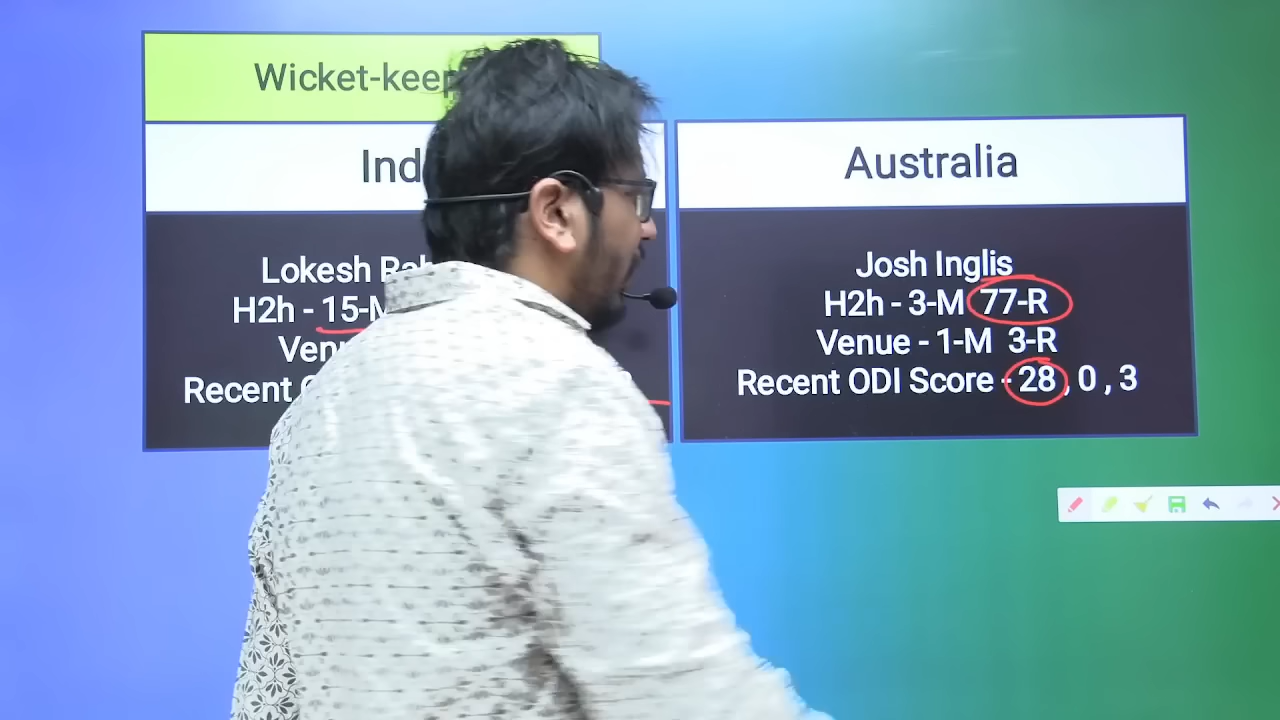 Wicket-keep
Ind
Lokesh Rah
H2h - 15-M
Ven
Recent
Australia
Josh Inglis
H2h - 3-M 77-R
Venue - 1-M 3-R
Recent ODI Score - 28 , 0 , 3